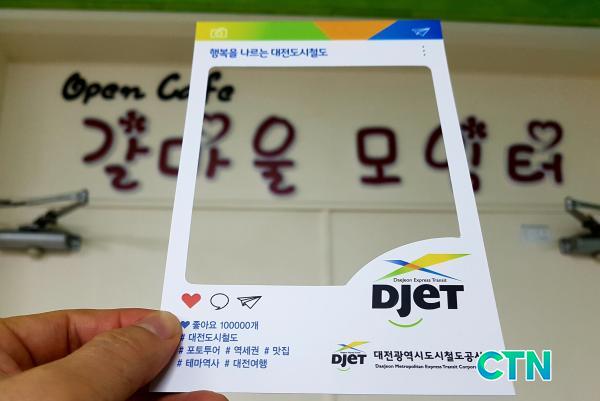 행복을 나르는 대전도시철도
Open Cafe
갈마울 모임터
Daejeon Express Transit
DJeT
좋아요 100000개
# 대전도시철도
# 포토투어 # 역세권 # 맛집
# 테마역사 # 대전여행
DJeT 대전광역시도시철도공사
Daejeon Metropolitan Express Transit Corpor
CTN